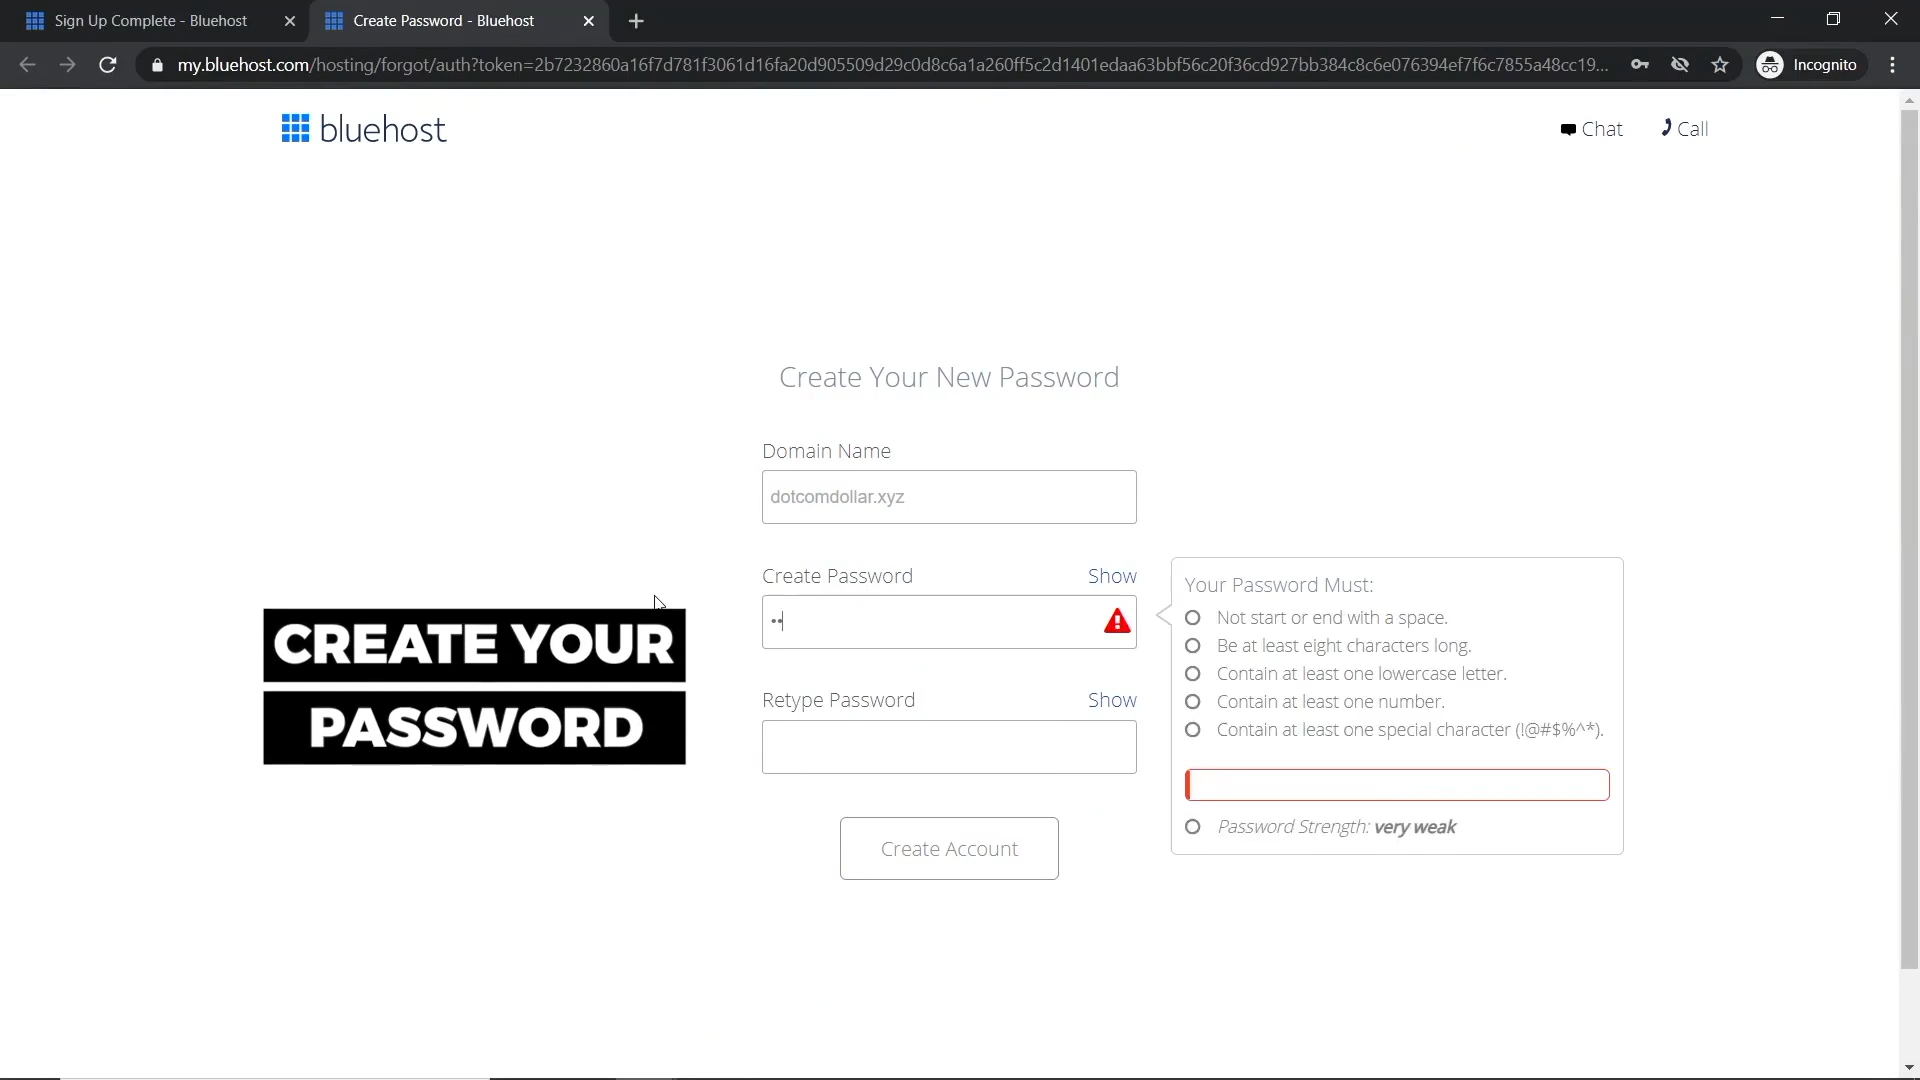 Sign Up Complete - Bluehost
Create Password - Bluehost
my.bluehost.com/hosting/forgot/auth?token=2b7232860a16f7d781f3061d16fa20d905509d29c0d8c6a1a260ff5c2d1401edaa63bbf56c20f36cd927bb384c8c6e076394ef7f6c7855a48cc19...
Incognito
bluehost
Chat
Call
Create Your New Password
Domain Name
dotcomdollar.xyz
Create Password
Show
Retype Password
Show
Create Account
Your Password Must:
Not start or end with a space.
Be at least eight characters long.
Contain at least one lowercase letter.
Contain at least one number.
Contain at least one special character (!@#$%^*).
Password Strength: very weak
CREATE YOUR
PASSWORD